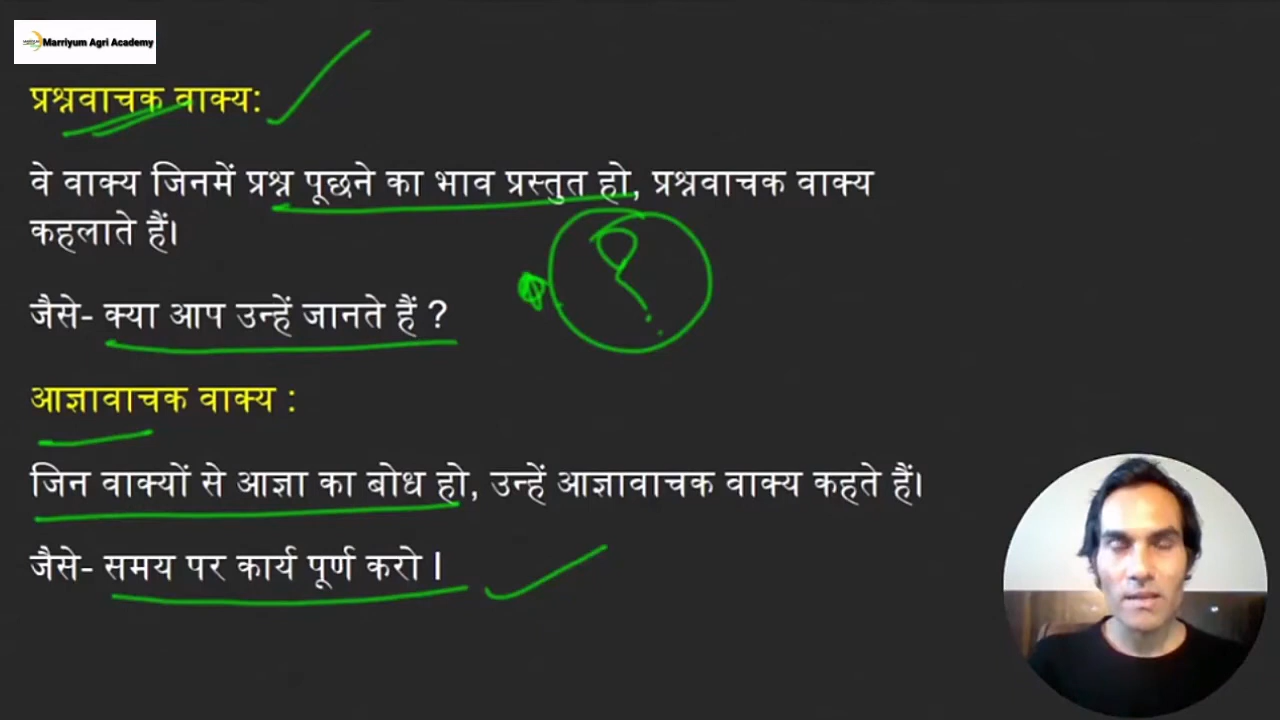 Marriyum Agri Academy
प्रश्नवाचक वाक्य:
वे वाक्य जिनमें प्रश्न पूछने का भाव प्रस्तुत हो, प्रश्नवाचक वाक्य
कहलाते हैं।
?
जैसे- क्या आप उन्हें जानते हैं ?
आज्ञावाचक वाक्य :
जिन वाक्यों से आज्ञा का बोध हो, उन्हें आज्ञावाचक वाक्य कहते हैं।
जैसे- समय पर कार्य पूर्ण करो ।